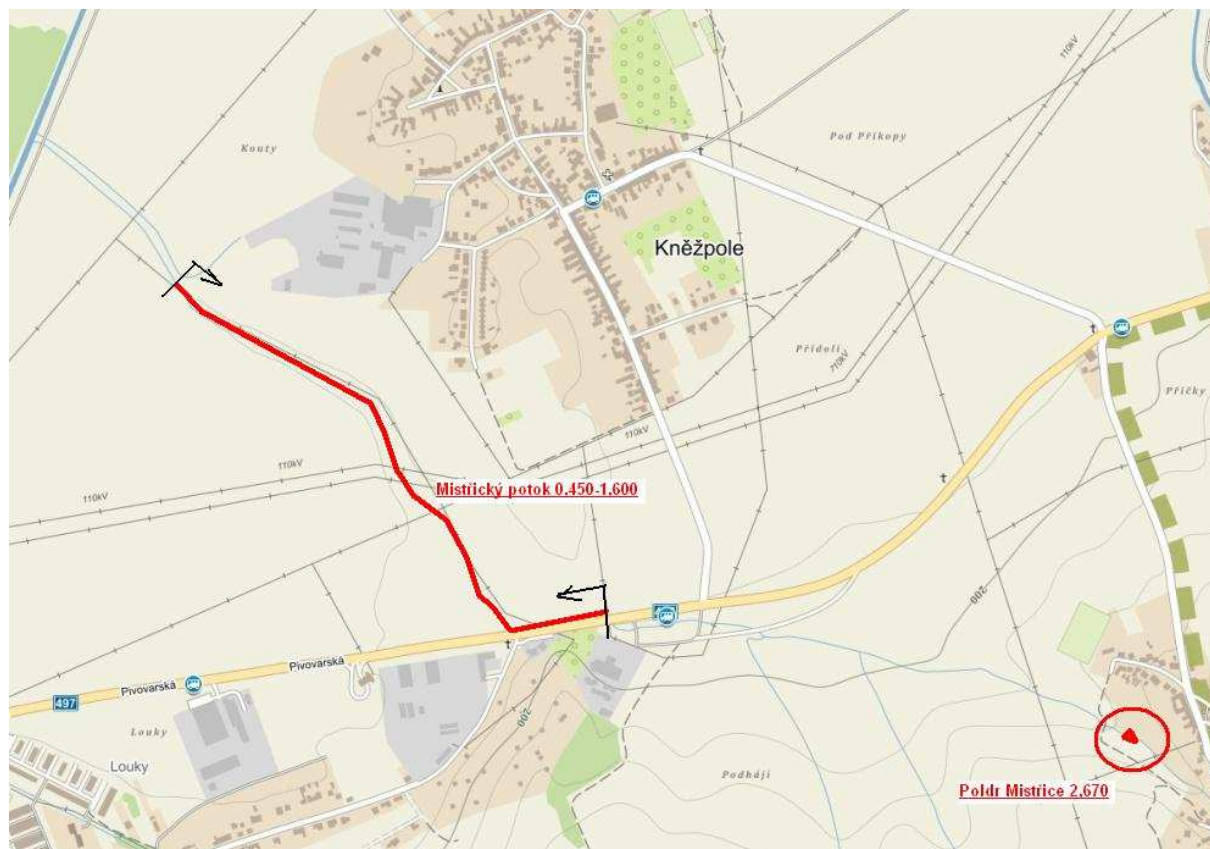 Kouty
Pod Příkopy
Kněžpole
Přídolí
110kV
Příčky
110kV
110kV
110kV
Mistřický potok 0.450-1.600
200
Pivovarská
Pivovarská
497
Louky
Louky
200
Podhájí
Poldr Mistřice 2,670